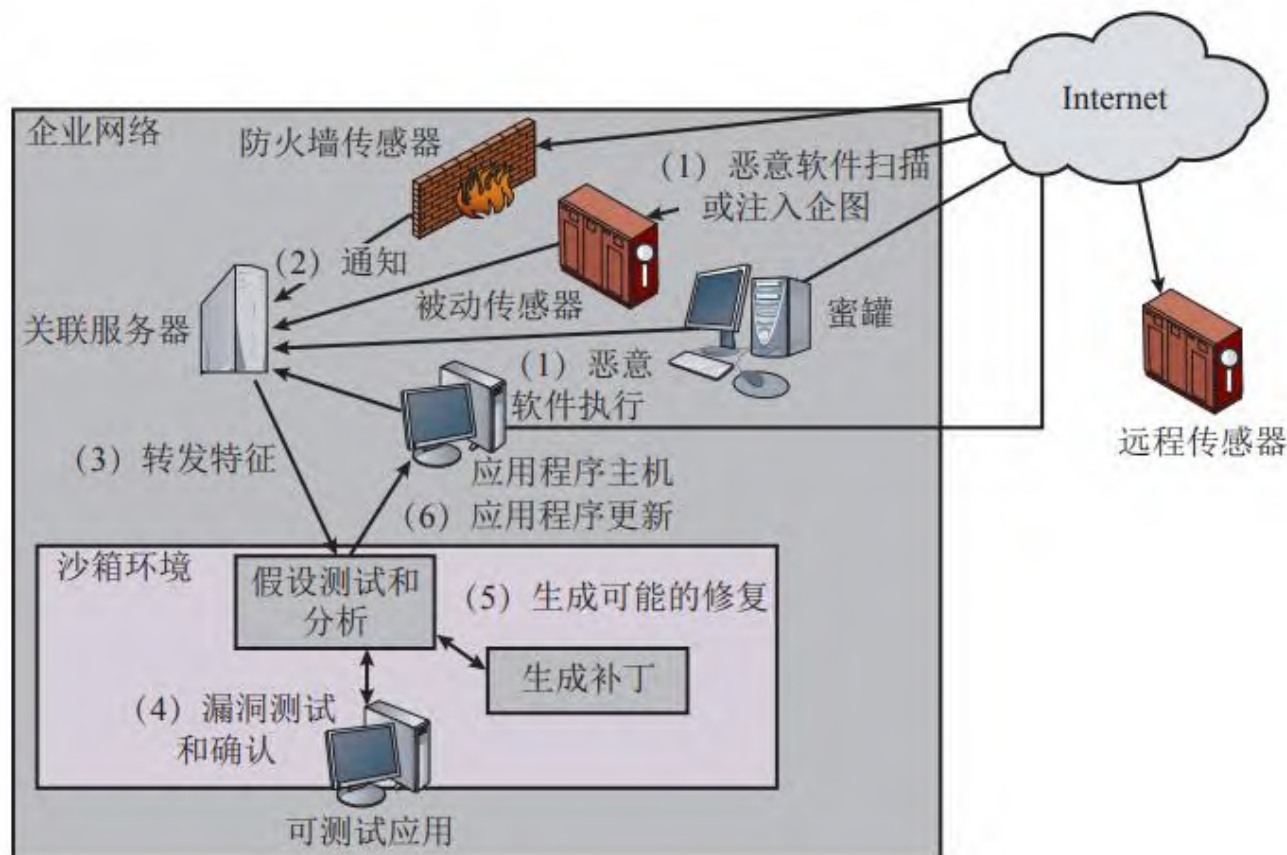 Internet
企业网络
防火墙传感器
（1）恶意软件扫描
或注入企图
（2）通知
被动传感器
蜜罐
关联服务器
（1）恶意
软件执行
远程传感器
（3）转发特征
应用程序主机
（6）应用程序更新
沙箱环境
假设测试和
分析
（5）生成可能的修复
生成补丁
（4）漏洞测试
和确认
可测试应用